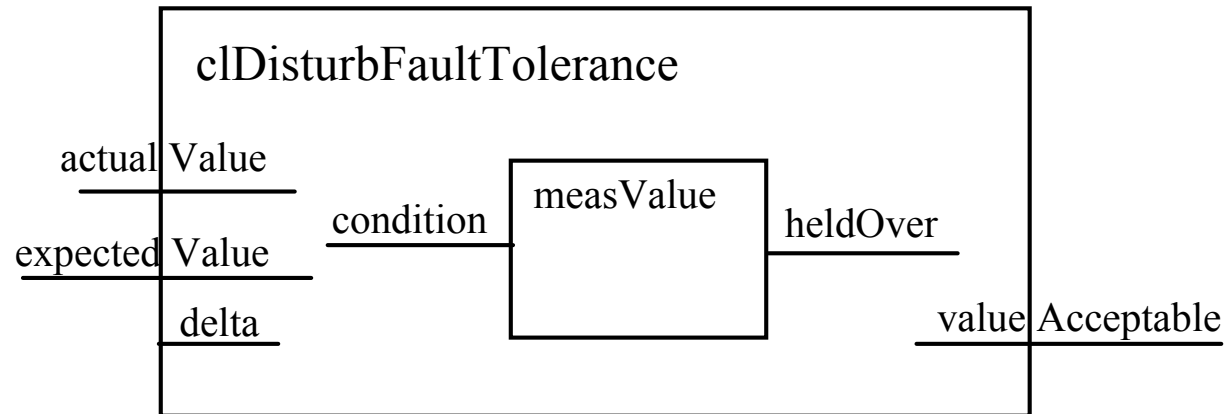 clDisturbFaultTolerance
actual Value
measValue
condition
heldOver
expected Value
delta
value Acceptable